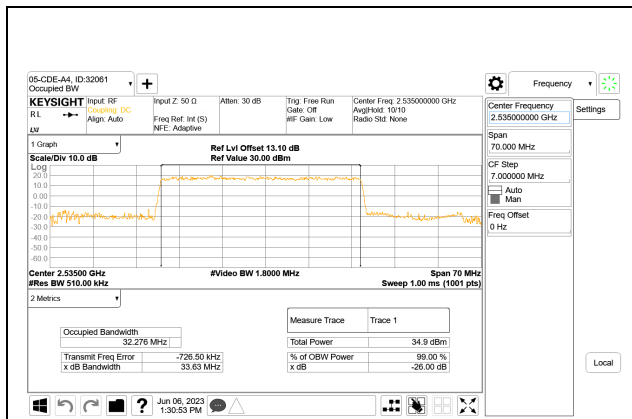 05-CDE-A4, ID:32061
Occupied BW
Frequency
KEYSIGHT
Input: RF
Input Z: 50 Ω
Atten: 30 dB
Trig: Free Run
Center Freq: 2.535000000 GHz
RL
Coupling: DC
Gate: Off
Avg|Hold: 10/10
Align: Auto
Freq Ref: Int (S)
#IF Gain: Low
Radio Std: None
NFE: Adaptive
Center Frequency
2.535000000 GHz
Settings
Span
70.000 MHz
CF Step
7.000000 MHz
Auto
Man
Freq Offset
0 Hz
1 Graph
Ref Lvl Offset 13.10 dB
Scale/Div 10.0 dB
Ref Value 30.00 dBm
Log
20.0
10.0
0.00
-10.0
-20.0
-30.0
-40.0
-50.0
-60.0
Center 2.53500 GHz
#Video BW 1.8000 MHz
Span 70 MHz
#Res BW 510.00 kHz
Sweep 1.00 ms (1001 pts)
2 Metrics
Measure Trace
Trace 1
Occupied Bandwidth
32.276 MHz
Total Power
34.9 dBm
Transmit Freq Error
-726.50 kHz
% of OBW Power
99.00 %
x dB Bandwidth
33.63 MHz
x dB
-26.00 dB
Local
Jun 06, 2023
1:30:53 PM